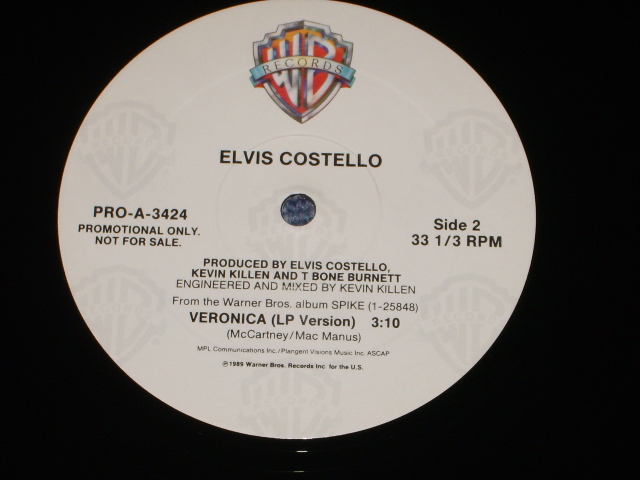 WB
RECORDS
ELVIS COSTELLO
PRO-A-3424
PROMOTIONAL ONLY.
NOT FOR SALE.
Side 2
33 1/3 RPM
PRODUCED BY ELVIS COSTELLO,
KEVIN KILLEN AND T BONE BURNETT
ENGINEERED AND MIXED BY KEVIN KILLEN
From the Warner Bros. album SPIKE (1-25848)
VERONICA (LP Version) 3:10
(McCartney/Mac Manus)
MPL Communications Inc./Plangent Visions Music Inc. ASCAP
℗1989 Warner Bros. Records Inc. for the U.S.